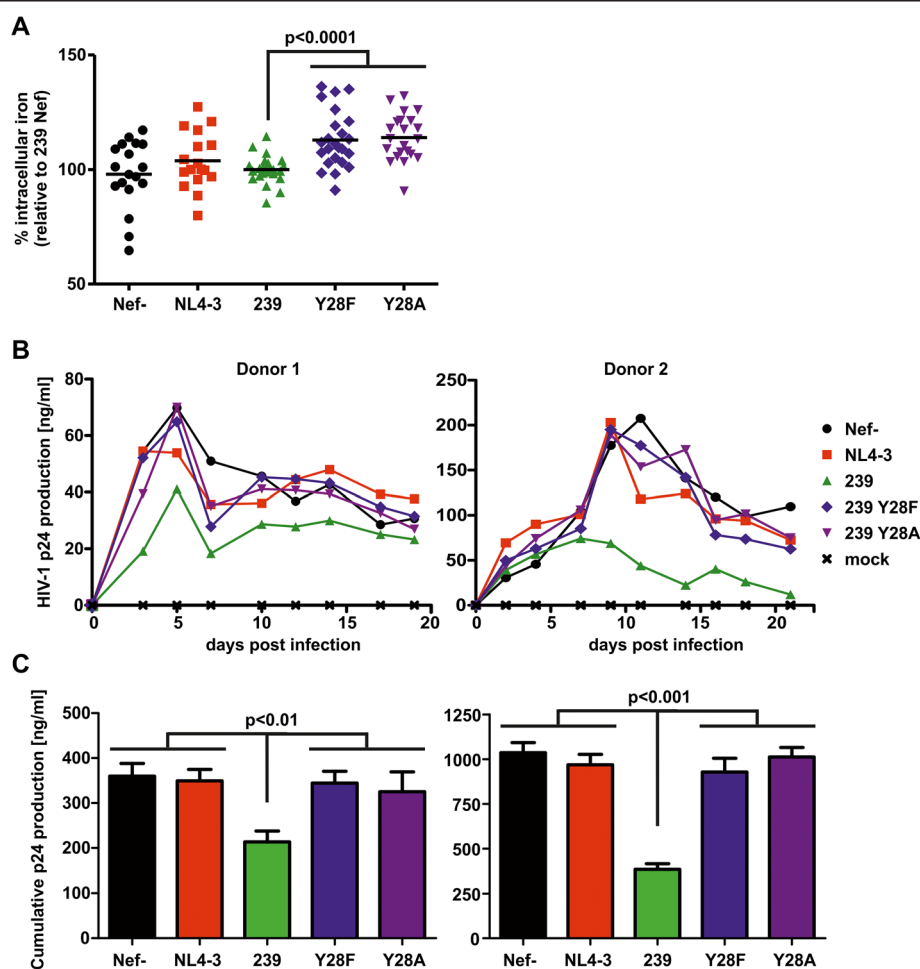 A
p<0.0001
% intracellular iron
(relative to 239 Nef)
150
100
50
Nef- NL4-3 239 Y28F Y28A
B
HIV-1 p24 production [ng/ml]
Donor 1
80
60
40
20
0
0 5 10 15 20
days post infection
Donor 2
250
200
150
100
50
0
0 5 10 15 20
days post infection
Nef-
NL4-3
239
239 Y28F
239 Y28A
mock
C
Cumulative p24 production [ng/ml]
p<0.01
500
400
300
200
100
0
Nef- NL4-3 239 Y28F Y28A
p<0.001
1250
1000
750
500
250
0
Nef- NL4-3 239 Y28F Y28A